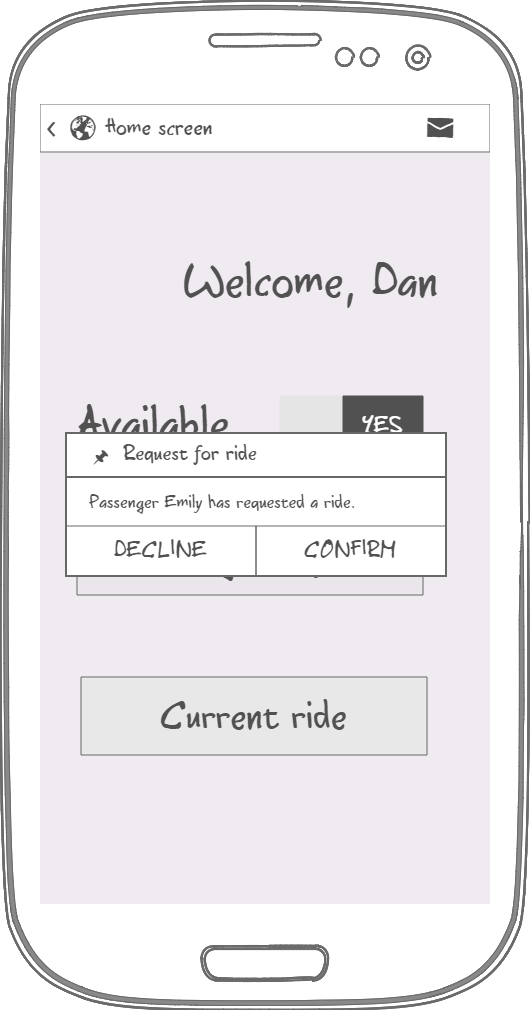 Home screen
Welcome, Dan
Available YES
Request for ride
Passenger Emily has requested a ride.
DECLINE CONFIRM
Current ride